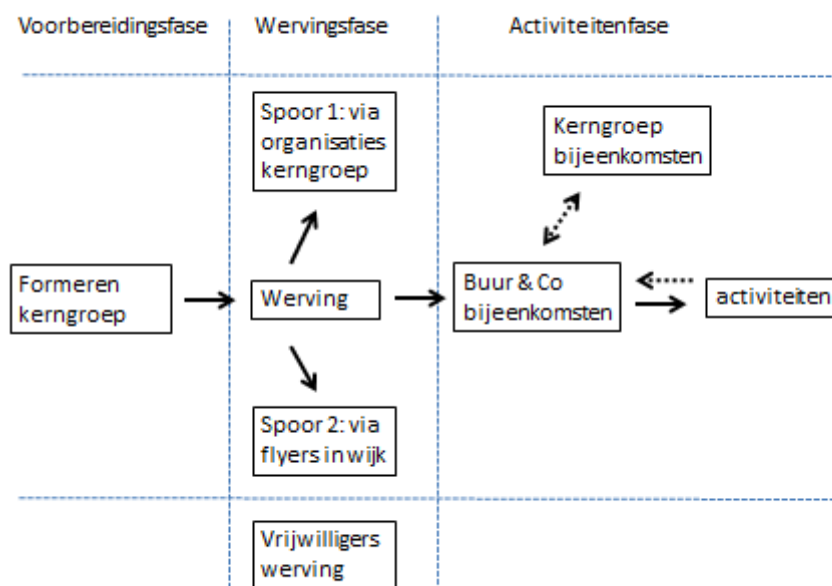 Voorbereidingsfase
Wervingsfase
Activiteitenfase
Spoor 1: via
organisaties
kerngroep
Kerngroep
bijeenkomsten
Formeren
kerngroep
Werving
Buur & Co
bijeenkomsten
activiteiten
Spoor 2: via
flyers in wijk
Vrijwilligers
werving